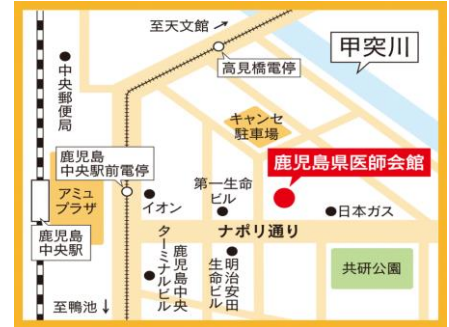 至天文館
甲突川
高見橋電停
中央郵便局
キャンセ
駐車場
鹿児島
中央駅前電停
鹿児島県医師会館
アミュ
プラザ
イオン
第一生命
ビル
日本ガス
ナポリ通り
鹿児島
中央駅
鹿児島中央
ターミナルビル
明治安田
生命ビル
共研公園
至鴨池↓